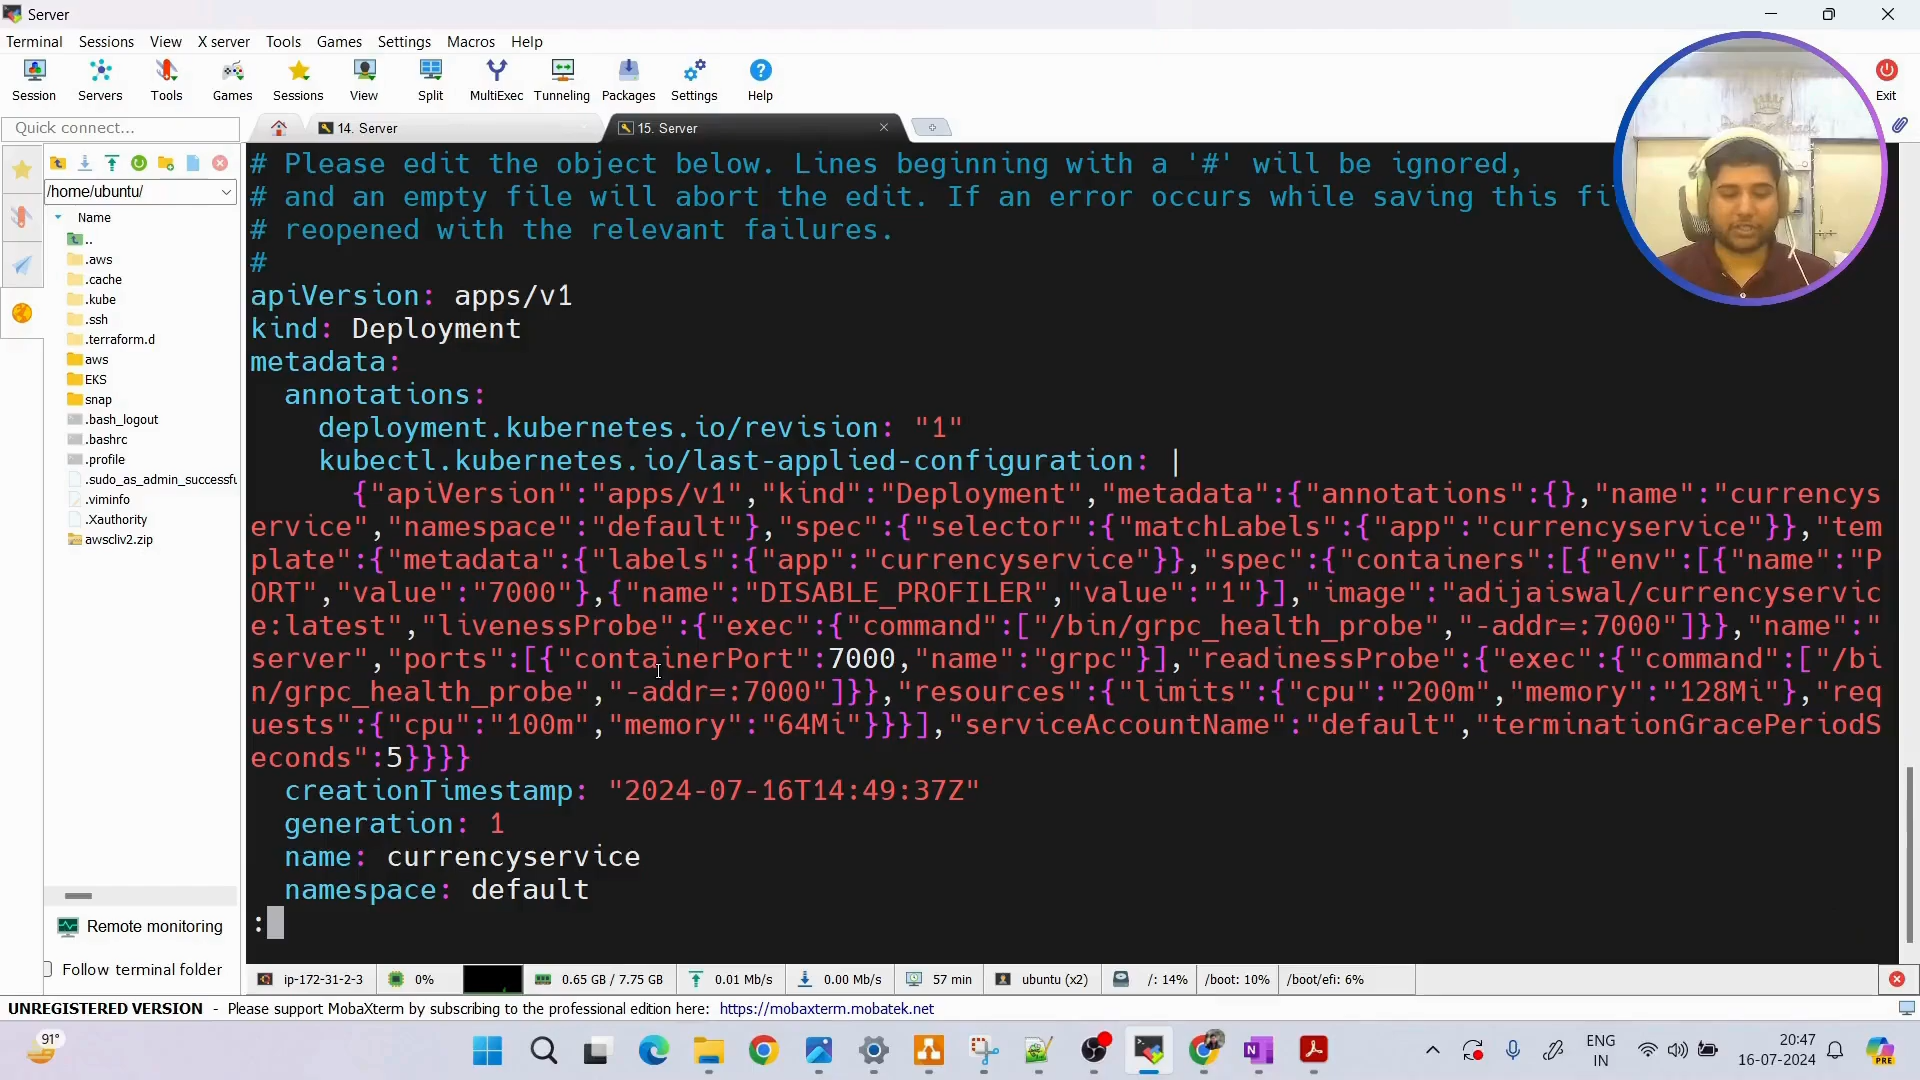 Server
Terminal Sessions View X server Tools Games Settings Macros Help
Session Servers Tools Games Sessions View Split MultiExec Tunneling Packages Settings Help
Exit
Quick connect...
14. Server
15. Server
/home/ubuntu/
Name
..
.aws
.cache
.kube
.ssh
.terraform.d
aws
EKS
snap
.bash_logout
.bashrc
.profile
.sudo_as_admin_successfu
.viminfo
.Xauthority
awscliv2.zip
Remote monitoring
Follow terminal folder
# Please edit the object below. Lines beginning with a '#' will be ignored,
# and an empty file will abort the edit. If an error occurs while saving this fi
# reopened with the relevant failures.
#
apiVersion: apps/v1
kind: Deployment
metadata:
  annotations:
    deployment.kubernetes.io/revision: "1"
    kubectl.kubernetes.io/last-applied-configuration: |
      {"apiVersion":"apps/v1","kind":"Deployment","metadata":{"annotations":{},"name":"currencys
ervice","namespace":"default"},"spec":{"selector":{"matchLabels":{"app":"currencyservice"}},"tem
plate":{"metadata":{"labels":{"app":"currencyservice"}},"spec":{"containers":[{"env":[{"name":"P
ORT","value":"7000"},{"name":"DISABLE_PROFILER","value":"1"}],"image":"adijaiswal/currencyservic
e:latest","livenessProbe":{"exec":{"command":["/bin/grpc_health_probe","-addr=:7000"]}},"name":"
server","ports":[{"containerPort":7000,"name":"grpc"}],"readinessProbe":{"exec":{"command":["/bi
n/grpc_health_probe","-addr=:7000"]}},"resources":{"limits":{"cpu":"200m","memory":"128Mi"},"req
uests":{"cpu":"100m","memory":"64Mi"}}}],"serviceAccountName":"default","terminationGracePeriodS
econds":5}}}}
  creationTimestamp: "2024-07-16T14:49:37Z"
  generation: 1
  name: currencyservice
  namespace: default
:
ip-172-31-2-3 0% 0.65 GB / 7.75 GB 0.01 Mb/s 0.00 Mb/s 57 min ubuntu (x2) /: 14% /boot: 10% /boot/efi: 6%
UNREGISTERED VERSION - Please support MobaXterm by subscribing to the professional edition here: https://mobaxterm.mobatek.net
91°
ENG
IN
20:47
16-07-2024
PRE